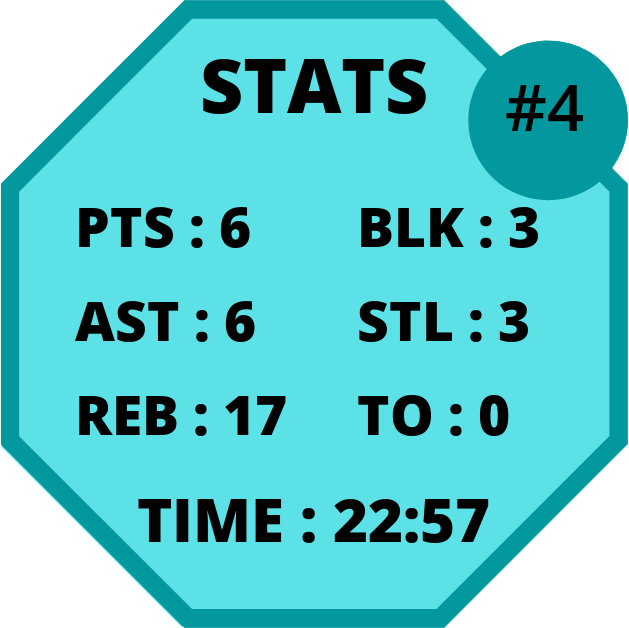 STATS
#4
PTS : 6
BLK : 3
AST : 6
STL : 3
REB : 17
TO : 0
TIME : 22:57